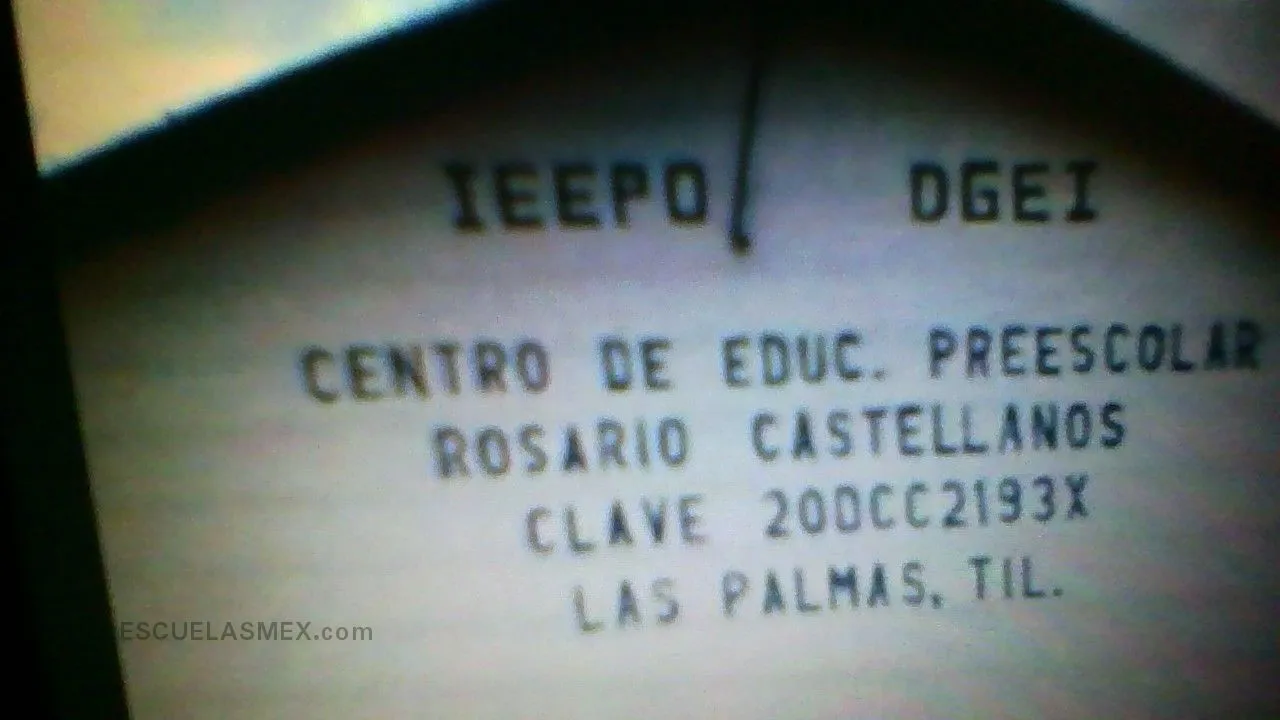 IEEPO DGEI
CENTRO DE EDUC. PREESCOLAR
ROSARIO CASTELLANOS
CLAVE 20DCC2193X
LAS PALMAS, TIL.
ESCUELASMEX.com